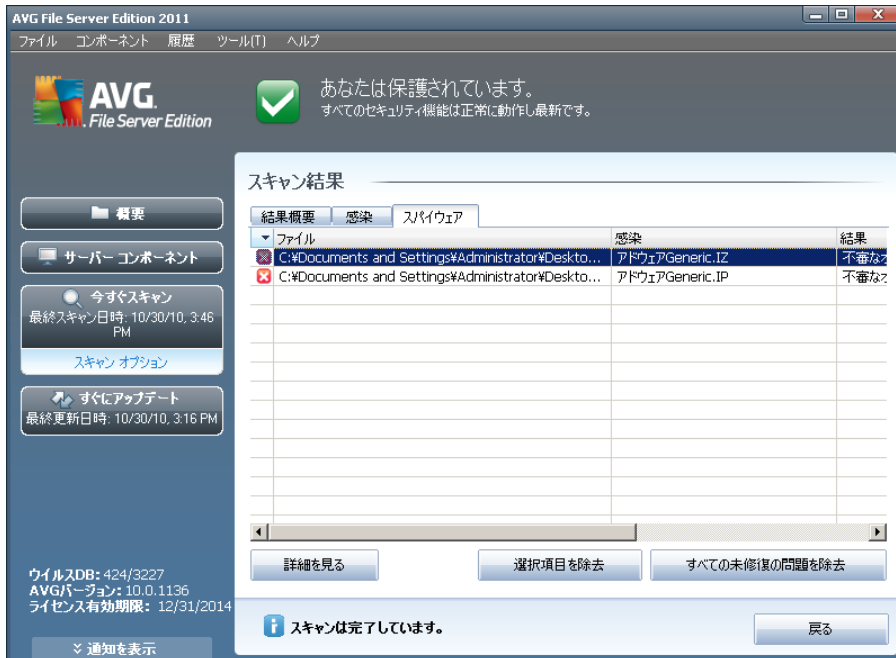 AVG File Server Edition 2011
ファイル コンポーネント 履歴 ツール(T) ヘルプ
AVG.
File Server Edition
あなたは保護されています。
すべてのセキュリティ機能は正常に動作し最新です。
概要
サーバー コンポーネント
今すぐスキャン
最終スキャン日時: 10/30/10, 3:46
PM
スキャン オプション
すぐにアップデート
最終更新日時: 10/30/10, 3:16 PM
ウイルスDB: 424/3227
AVGバージョン: 10.0.1136
ライセンス有効期限: 12/31/2014
通知を表示
スキャン結果
結果概要 感染 スパイウェア
ファイル 感染 結果
C:¥Documents and Settings¥Administrator¥Deskto... アドウェアGeneric.IZ 不審なオ
C:¥Documents and Settings¥Administrator¥Deskto... アドウェアGeneric.IP 不審なオ
詳細を見る 選択項目を除去 すべての未修復の問題を除去
スキャンは完了しています。
戻る